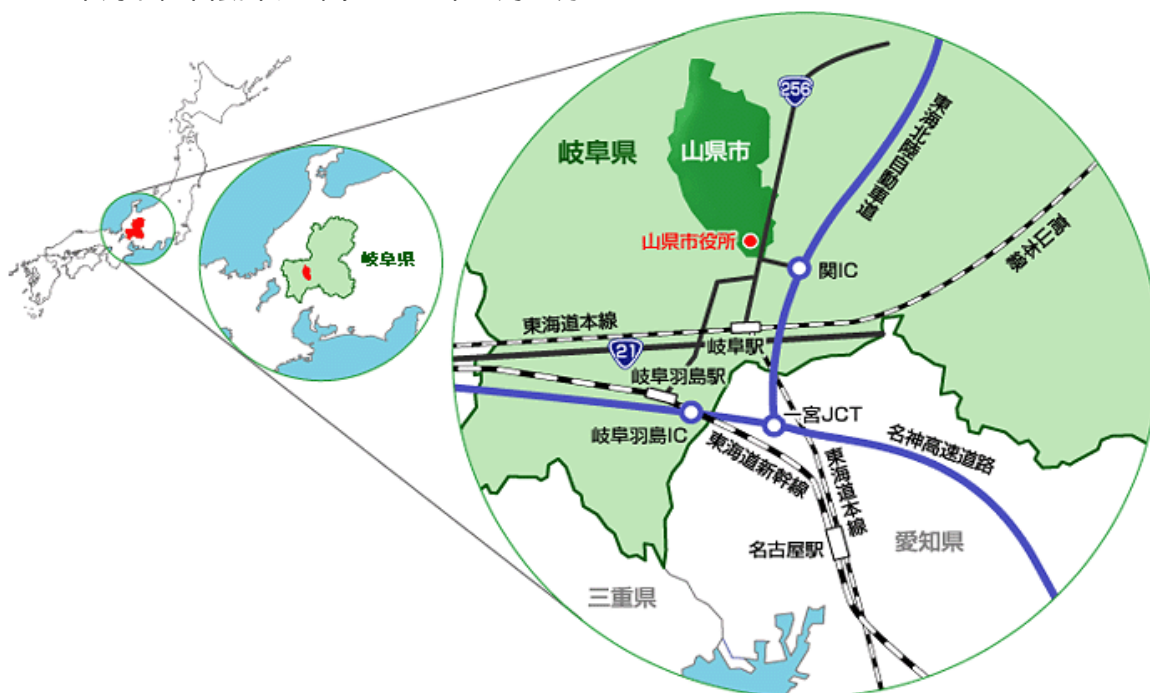 256
東海北陸自動車道
岐阜県
山県市
高山本線
山県市役所
岐阜県
関IC
東海道本線
岐阜駅
21
岐阜羽島駅
一宮JCT
岐阜羽島IC
名神高速道路
東海道新幹線
東海道本線
愛知県
名古屋駅
三重県